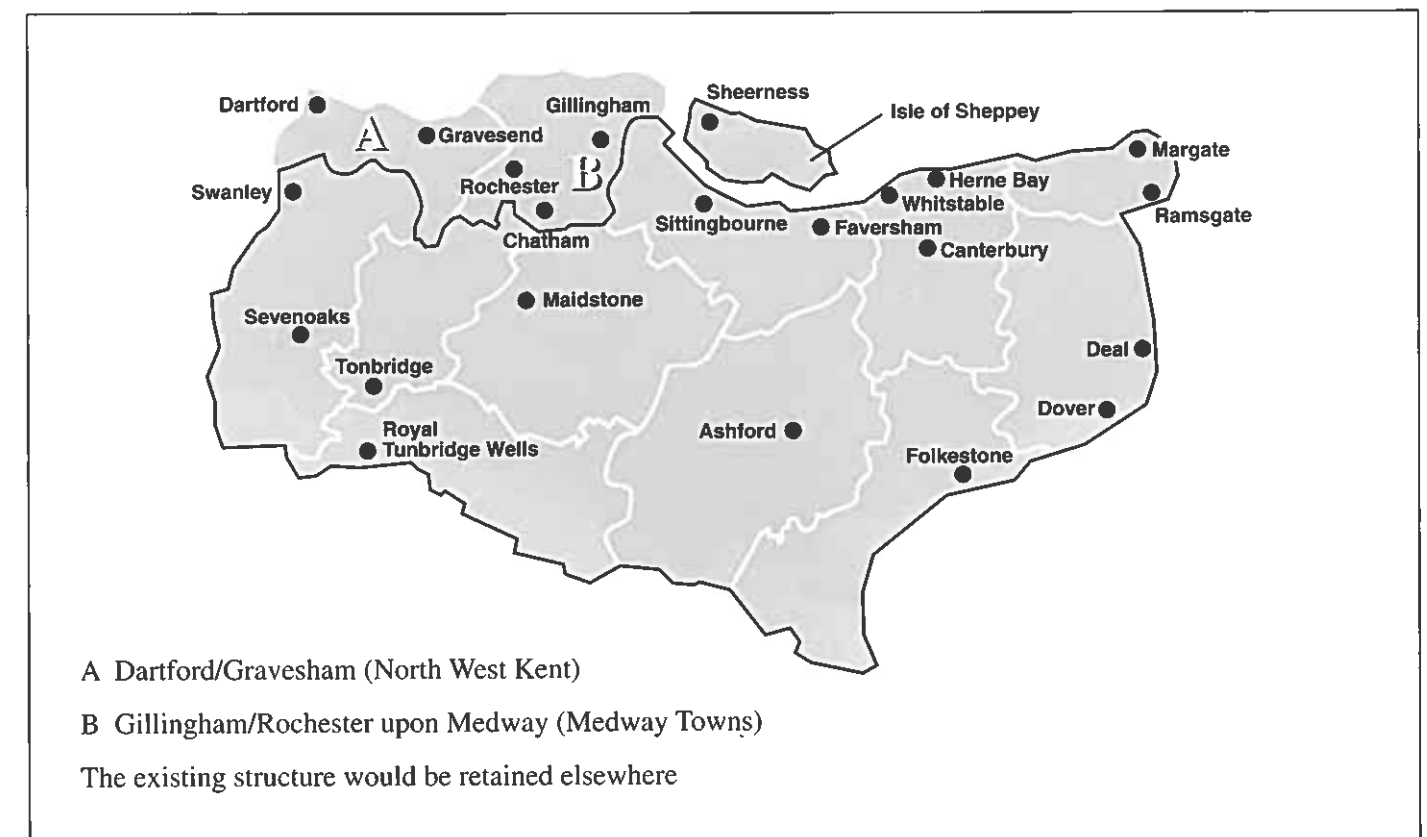 Dartford
A
Gravesend
Gillingham
Sheerness
Isle of Sheppey
Swanley
Rochester
B
Chatham
Sittingbourne
Faversham
Whitstable
Herne Bay
Canterbury
Margate
Ramsgate
Maidstone
Sevenoaks
Tonbridge
Royal
Tunbridge Wells
Ashford
Deal
Dover
Folkestone
A Dartford/Gravesham (North West Kent)
B Gillingham/Rochester upon Medway (Medway Towns)
The existing structure would be retained elsewhere